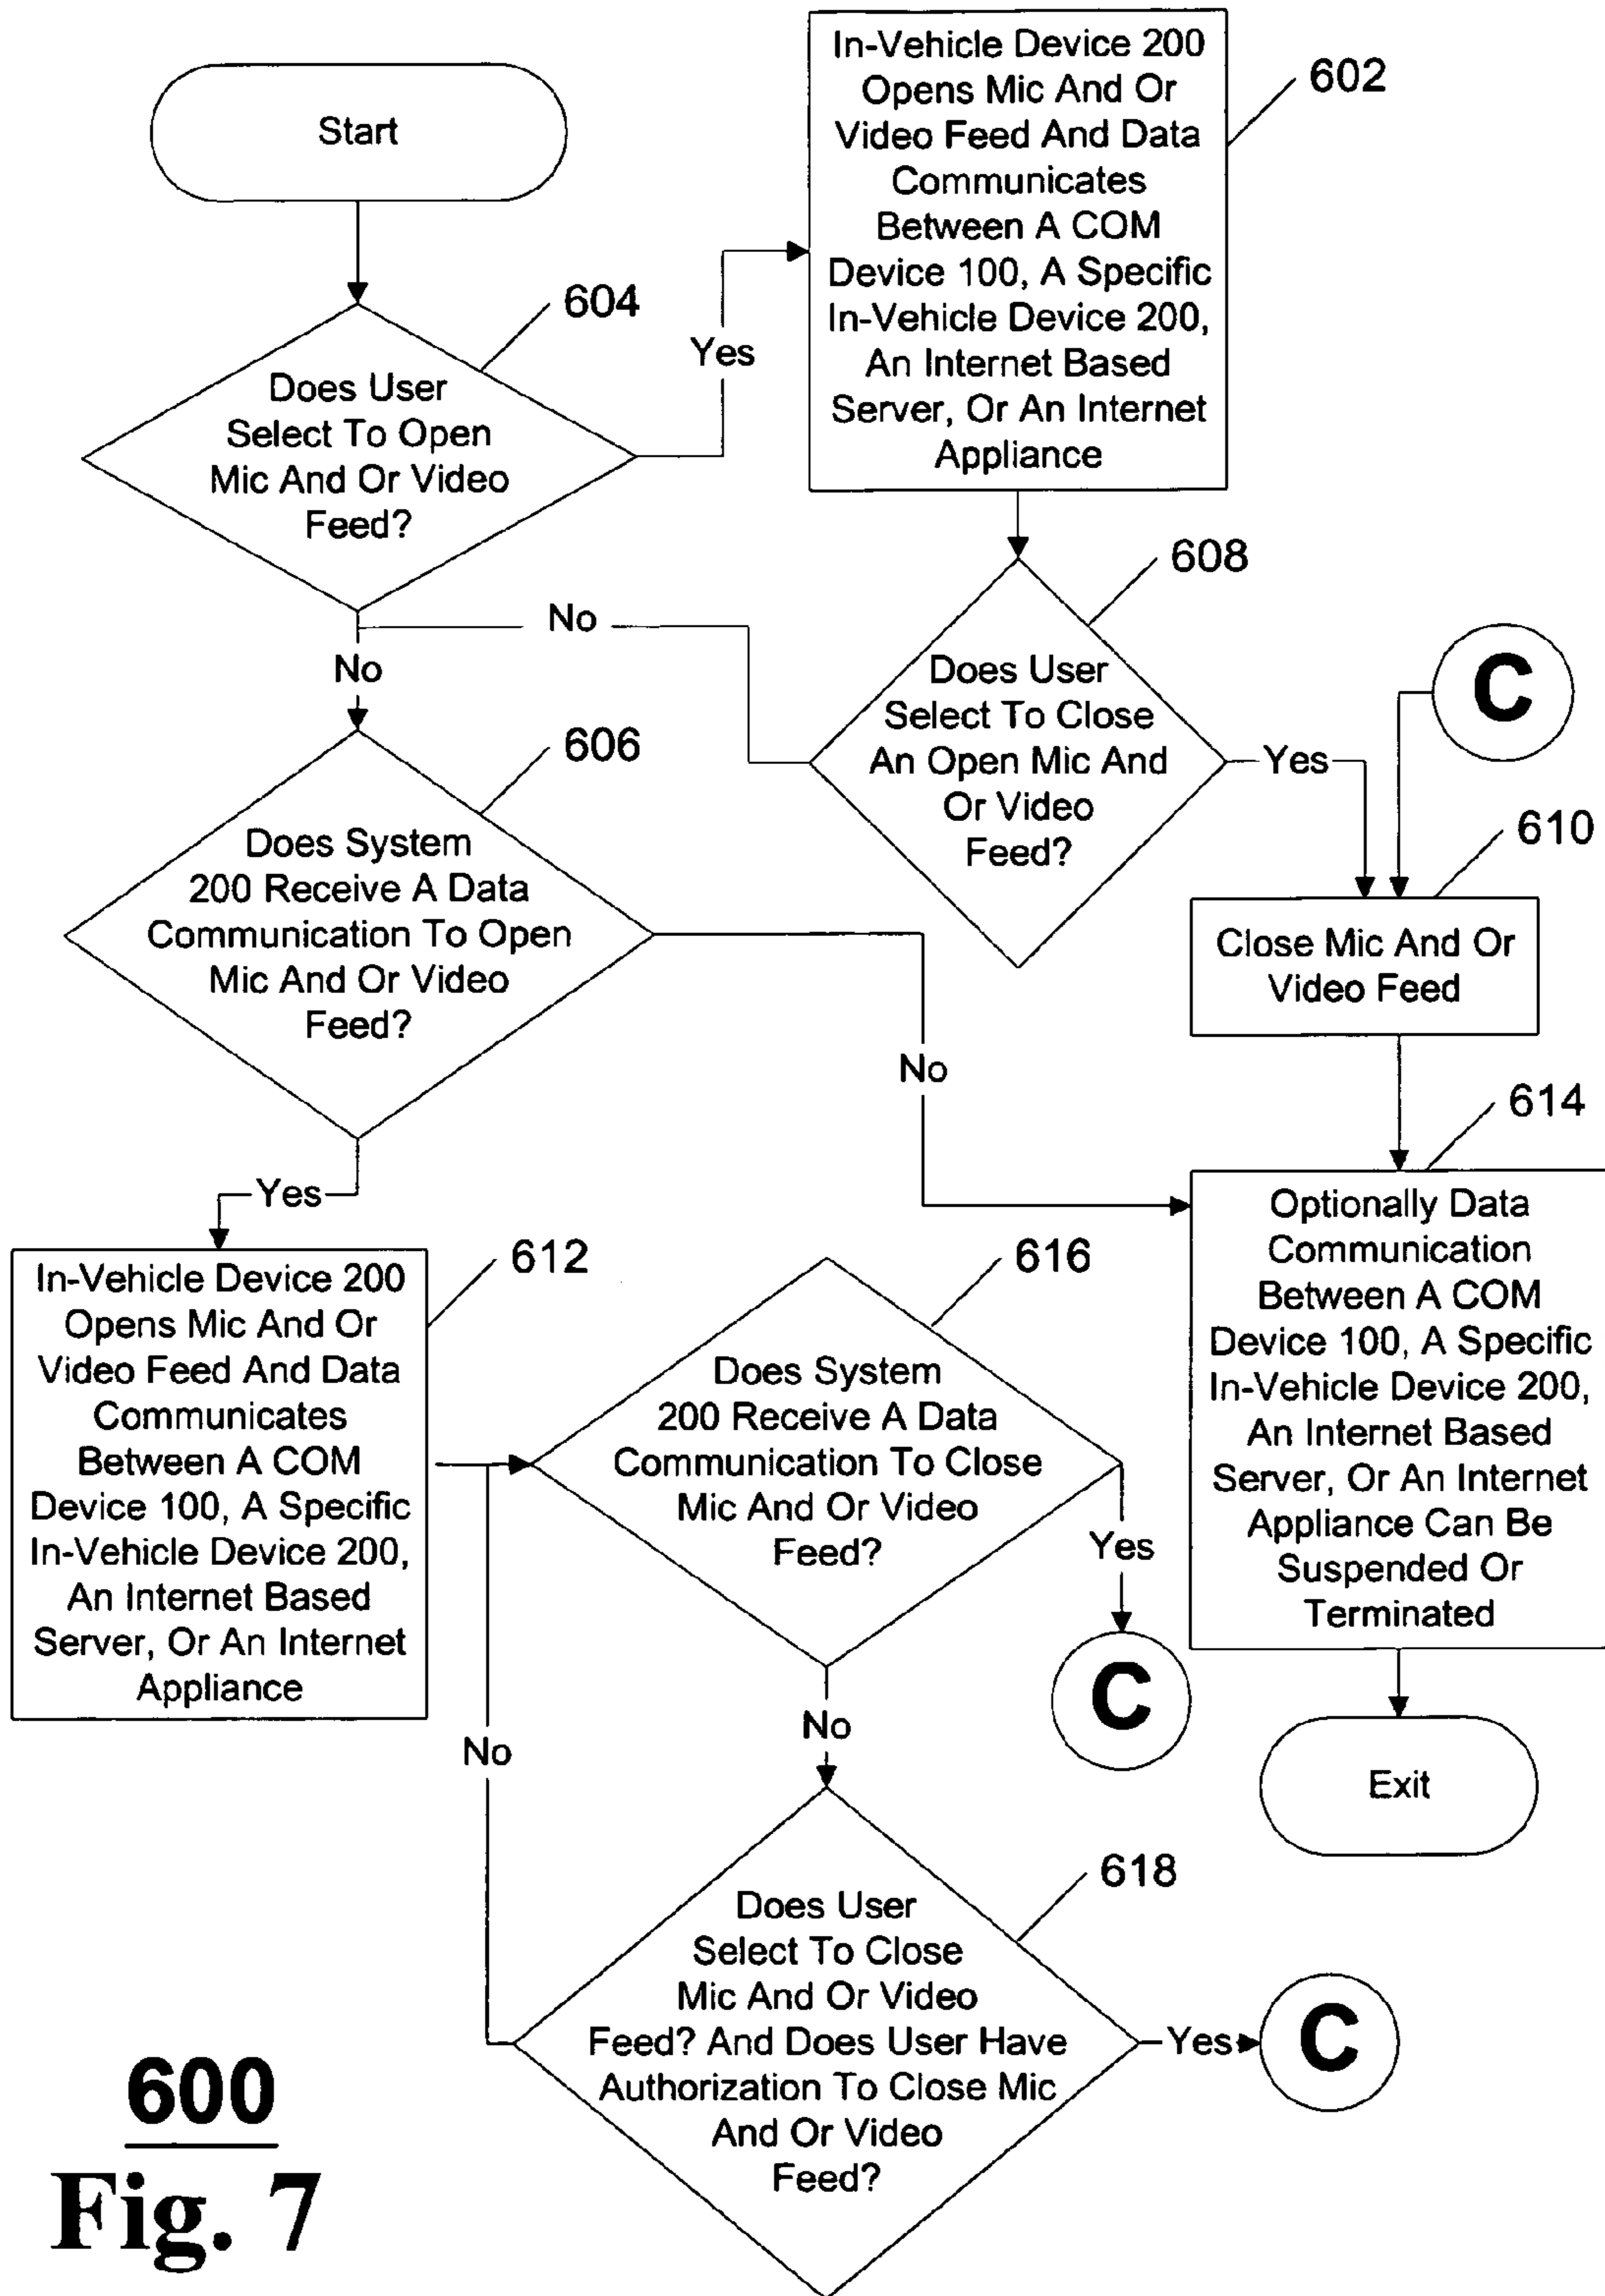 Start
In-Vehicle Device 200
Opens Mic And Or
Video Feed And Data
Communicates
Between A COM
Device 100, A Specific
In-Vehicle Device 200,
An Internet Based
Server, Or An Internet
Appliance
602
604
Does User
Select To Open
Mic And Or Video
Feed?
Yes
No
608
Does User
Select To Close
An Open Mic And
Or Video
Feed?
No
Yes
C
606
Does System
200 Receive A Data
Communication To Open
Mic And Or Video
Feed?
610
Close Mic And Or
Video Feed
No
Yes
614
Optionally Data
Communication
Between A COM
Device 100, A Specific
In-Vehicle Device 200,
An Internet Based
Server, Or An Internet
Appliance Can Be
Suspended Or
Terminated
612
In-Vehicle Device 200
Opens Mic And Or
Video Feed And Data
Communicates
Between A COM
Device 100, A Specific
In-Vehicle Device 200,
An Internet Based
Server, Or An Internet
Appliance
616
Does System
200 Receive A Data
Communication To Close
Mic And Or Video
Feed?
Yes
C
No
No
Exit
618
Does User
Select To Close
Mic And Or Video
Feed? And Does User Have
Authorization To Close Mic
And Or Video
Feed?
Yes
C
600
Fig. 7